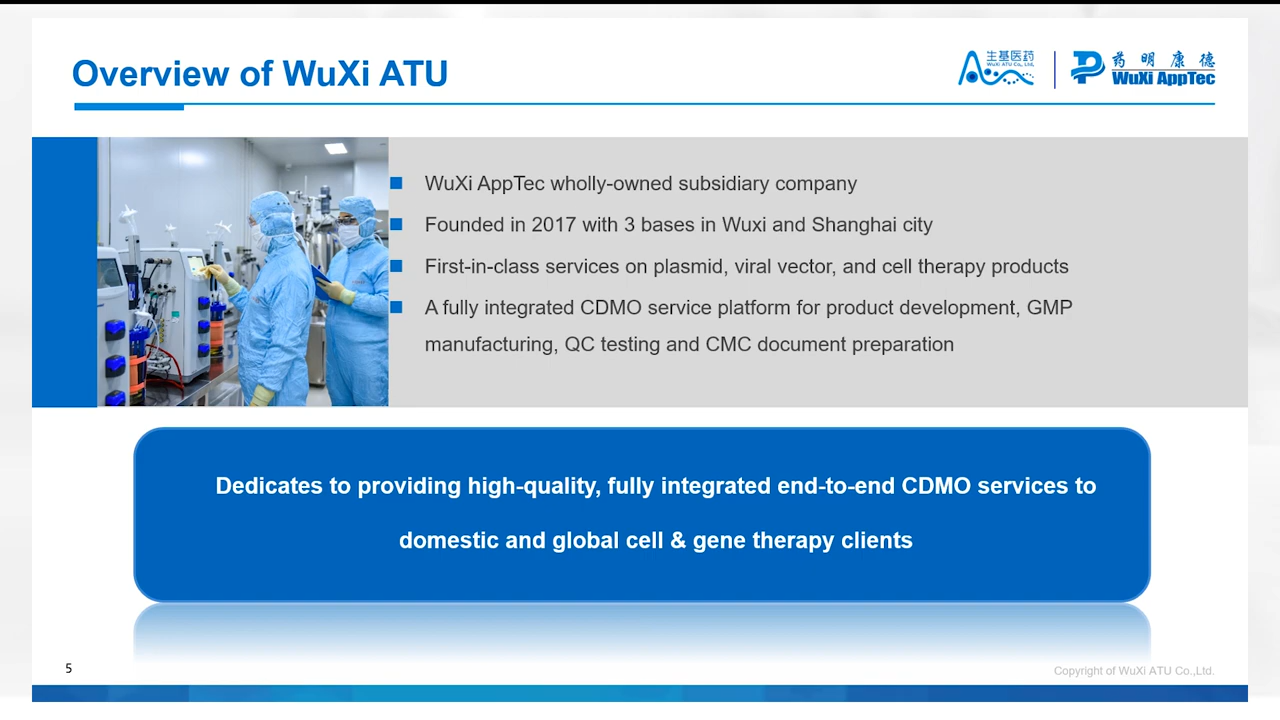 Overview of WuXi ATU
生基医药
WuXi ATU Co., Ltd.
药明康德
WuXi AppTec
WuXi AppTec wholly-owned subsidiary company
Founded in 2017 with 3 bases in Wuxi and Shanghai city
First-in-class services on plasmid, viral vector, and cell therapy products
A fully integrated CDMO service platform for product development, GMP
manufacturing, QC testing and CMC document preparation
Dedicates to providing high-quality, fully integrated end-to-end CDMO services to
domestic and global cell & gene therapy clients
5
Copyright of WuXi ATU Co.,Ltd.